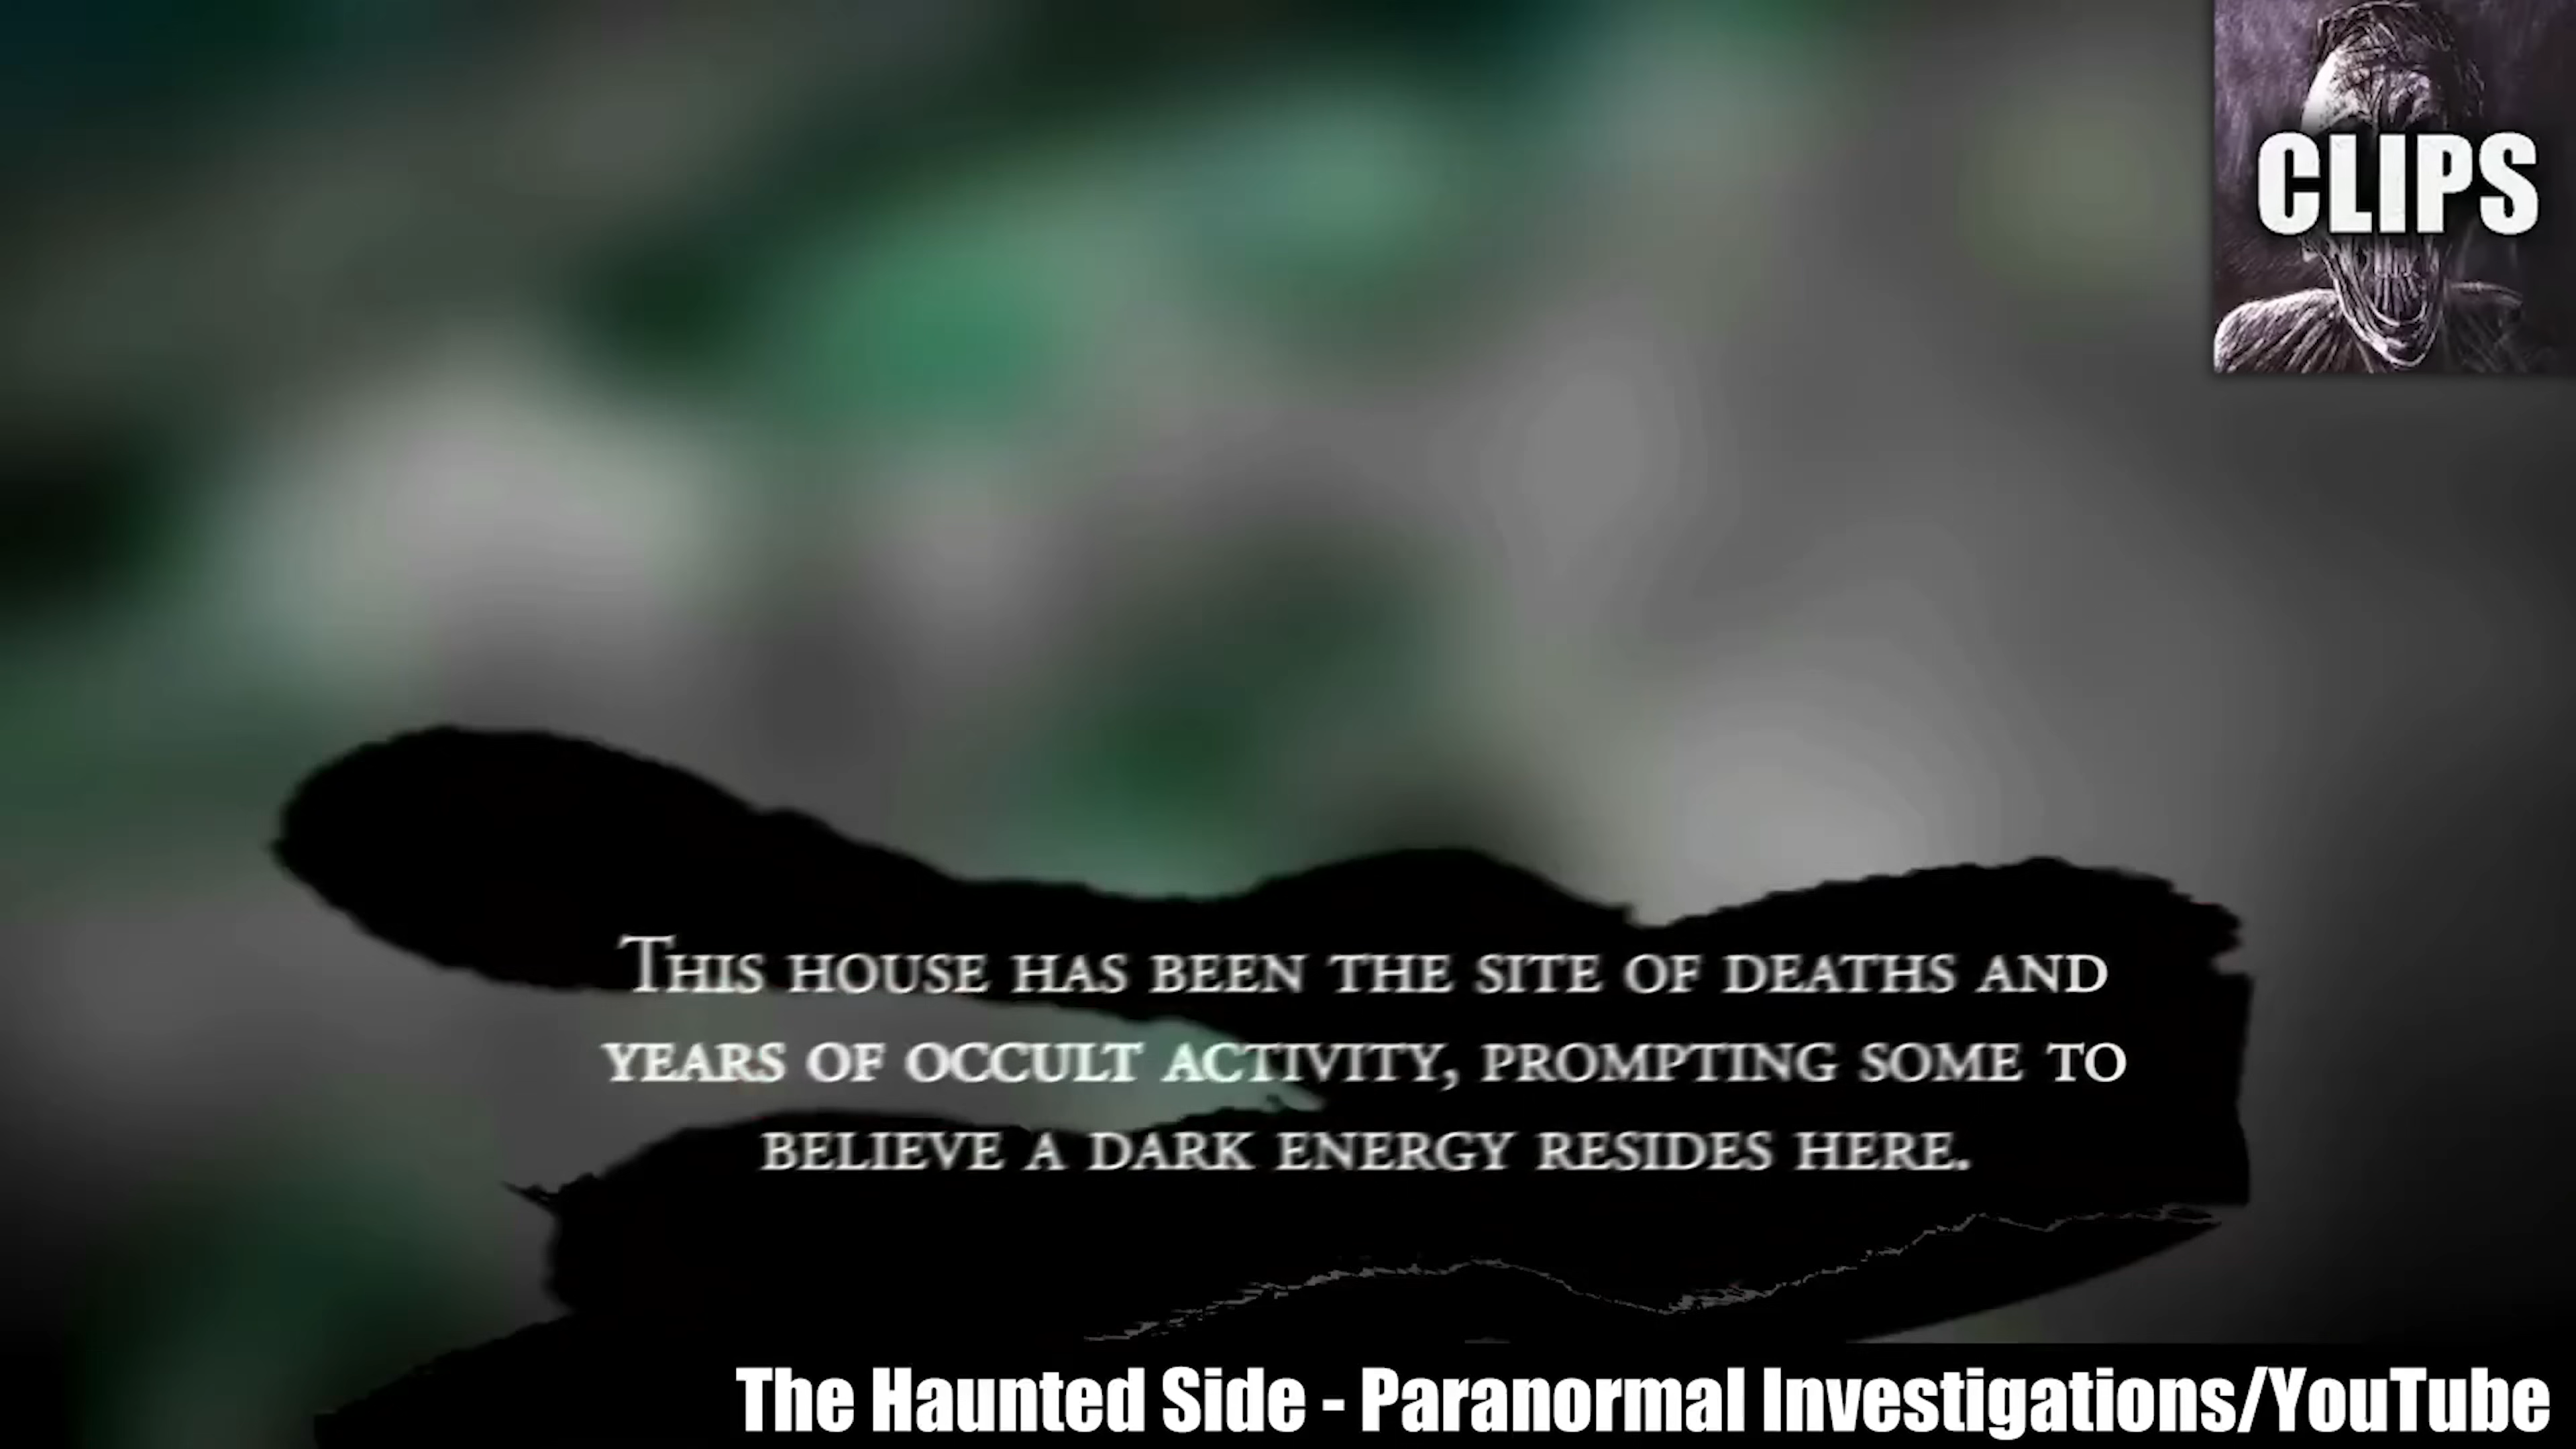 CLIPS
This house has been the site of deaths and
years of occult activity, prompting some to
believe a dark energy resides here.
The Haunted Side - Paranormal Investigations/YouTube